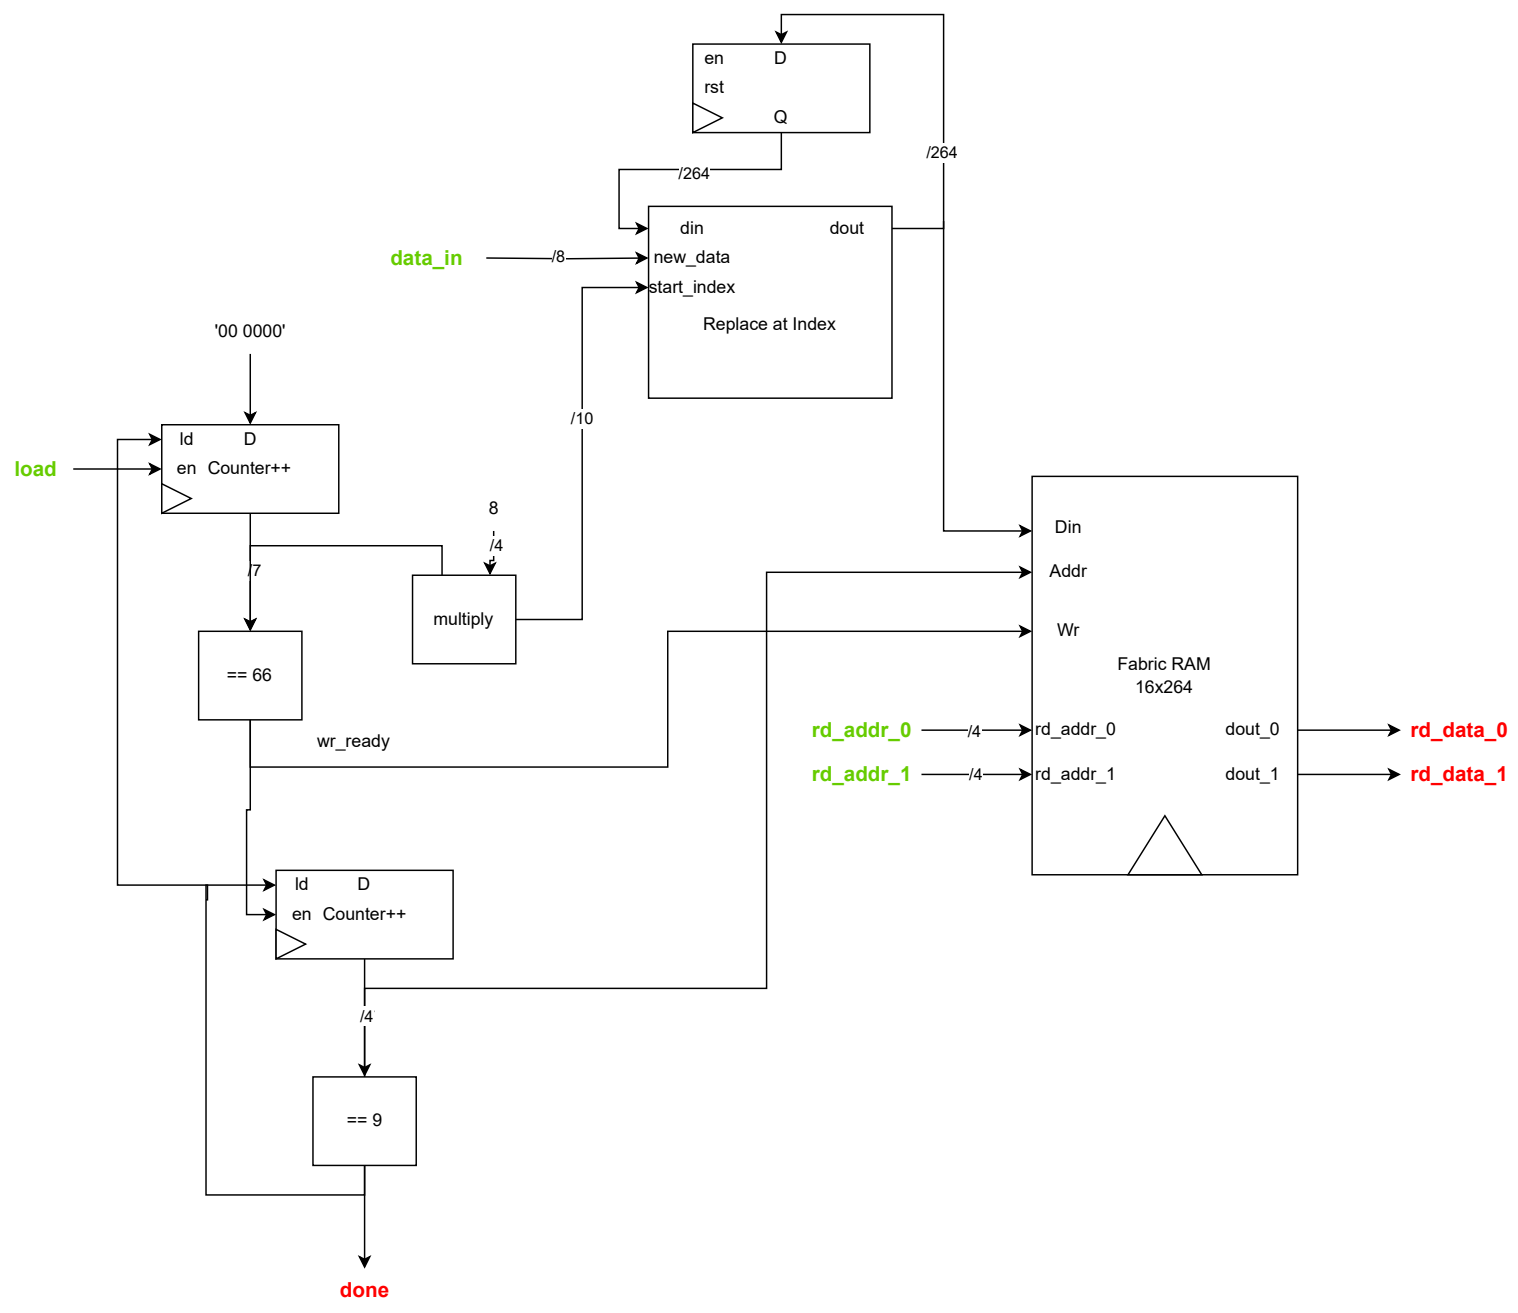 en D
rst
Q
/264
/264
din dout
data_in /8 new_data
start_index
Replace at Index
'00 0000'
/10
ld D
load en Counter++
8
/4
Din
/7
Addr
multiply
Wr
== 66
Fabric RAM
16x264
wr_ready
rd_addr_0 /4 rd_addr_0 dout_0 rd_data_0
rd_addr_1 /4 rd_addr_1 dout_1 rd_data_1
ld D
en Counter++
/4
== 9
done